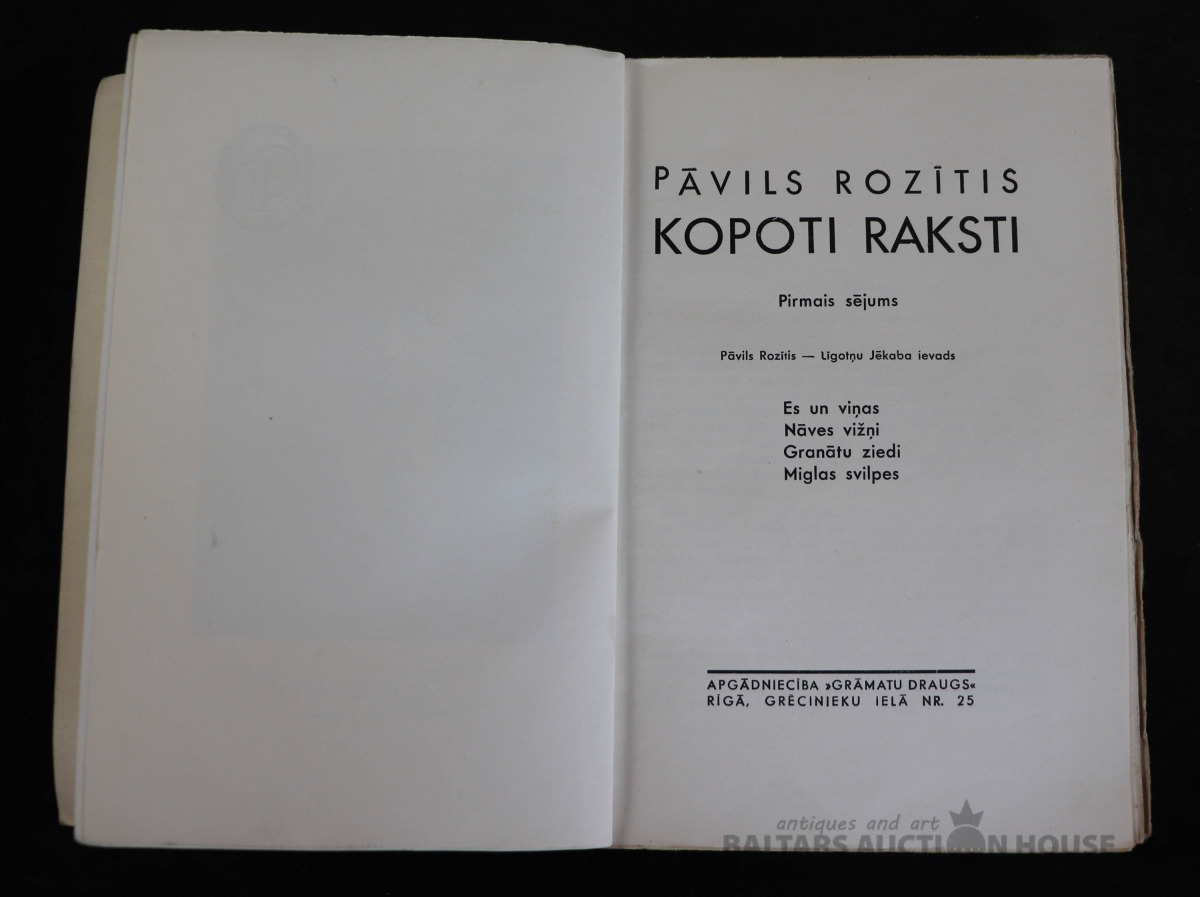 PĀVILS ROZĪTIS
KOPOTI RAKSTI
Pirmais sējums
Pāvils Rozītis — Līgotņu Jēkaba ievads
Es un viņas
Nāves vižņi
Granātu ziedi
Miglas svilpes
APGĀDNIECĪBA »GRĀMATU DRAUGS«
RĪGĀ, GRĒCINIEKU IELĀ NR. 25
antiques and art
BALTARS AUCTION HOUSE